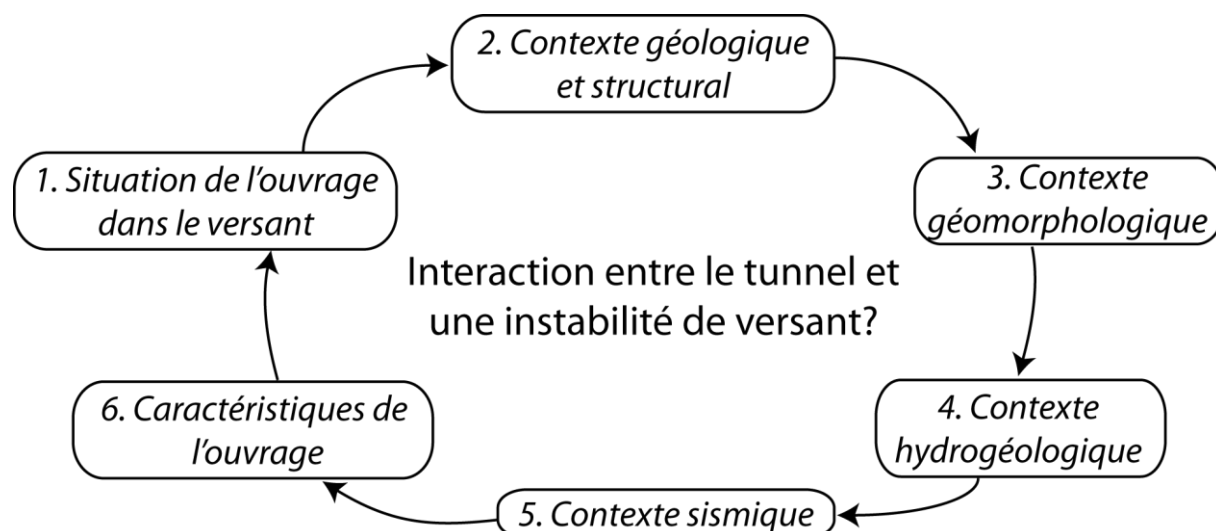 2. Contexte géologique
et structural
1. Situation de l'ouvrage
dans le versant
3. Contexte
géomorphologique
Interaction entre le tunnel et
une instabilité de versant?
6. Caractéristiques de
l'ouvrage
4. Contexte
hydrogéologique
5. Contexte sismique